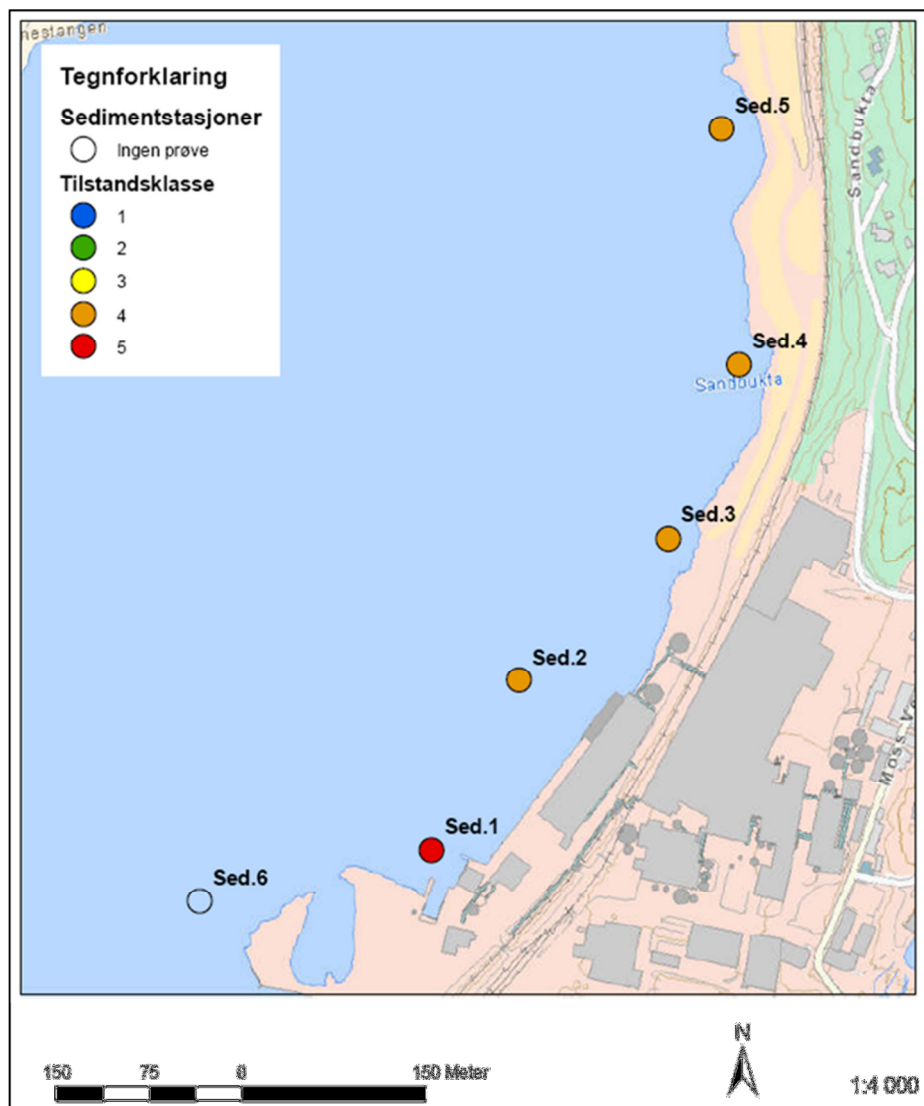 nestangen
Tegnforklaring
Sedimentstasjoner
Ingen prøve
Tilstandsklasse
1
2
3
4
5
Sed.5
Sandbukta
Sed.4
Sandbukta
Sed.3
Sed.2
Moss
Sed.1
Sed.6
N
150 75 0 150 Meter
1:4 000